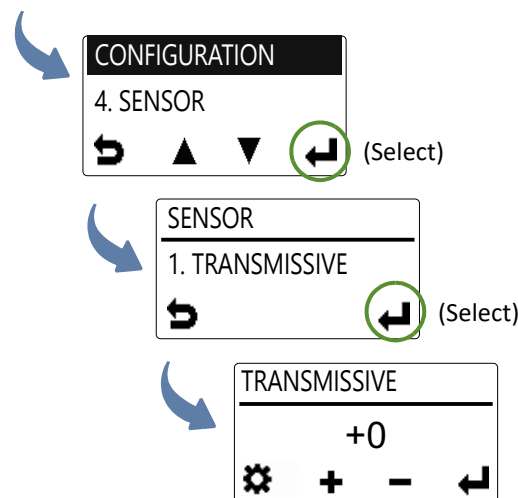 CONFIGURATION
4. SENSOR
(Select)
SENSOR
1. TRANSMISSIVE
(Select)
TRANSMISSIVE
+0
+ −